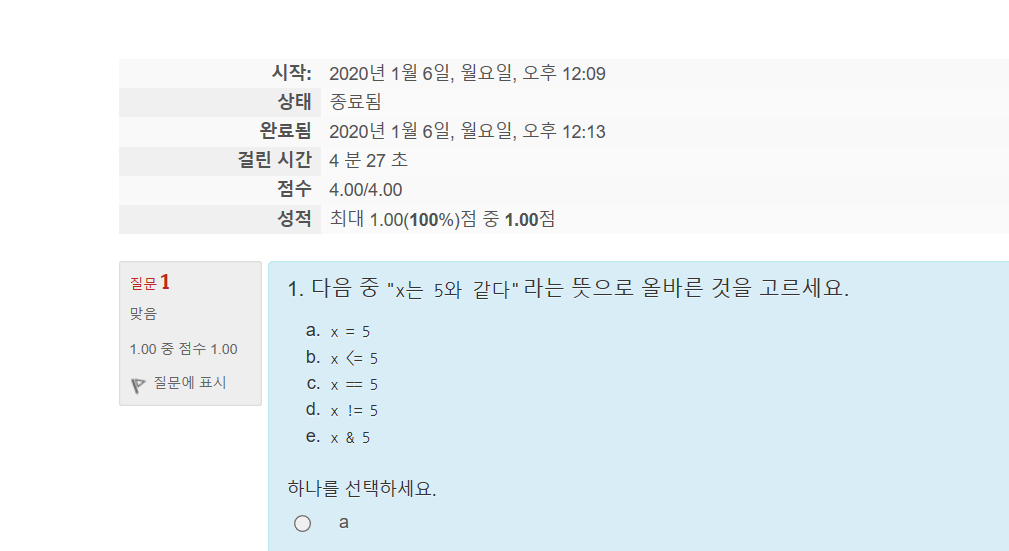 시작: 2020년 1월 6일, 월요일, 오후 12:09
상태 종료됨
완료됨 2020년 1월 6일, 월요일, 오후 12:13
걸린 시간 4 분 27 초
점수 4.00/4.00
성적 최대 1.00(100%)점 중 1.00점
질문 1
맞음
1.00 중 점수 1.00
질문에 표시
1. 다음 중 "x는 5와 같다"라는 뜻으로 올바른 것을 고르세요.
a. x = 5
b. x <= 5
c. x == 5
d. x != 5
e. x & 5
하나를 선택하세요.
a